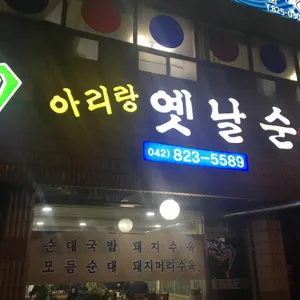 아리랑 옛날순
(042) 823-5589
순대국밥 돼지수육
모듬순대 돼지머리수육